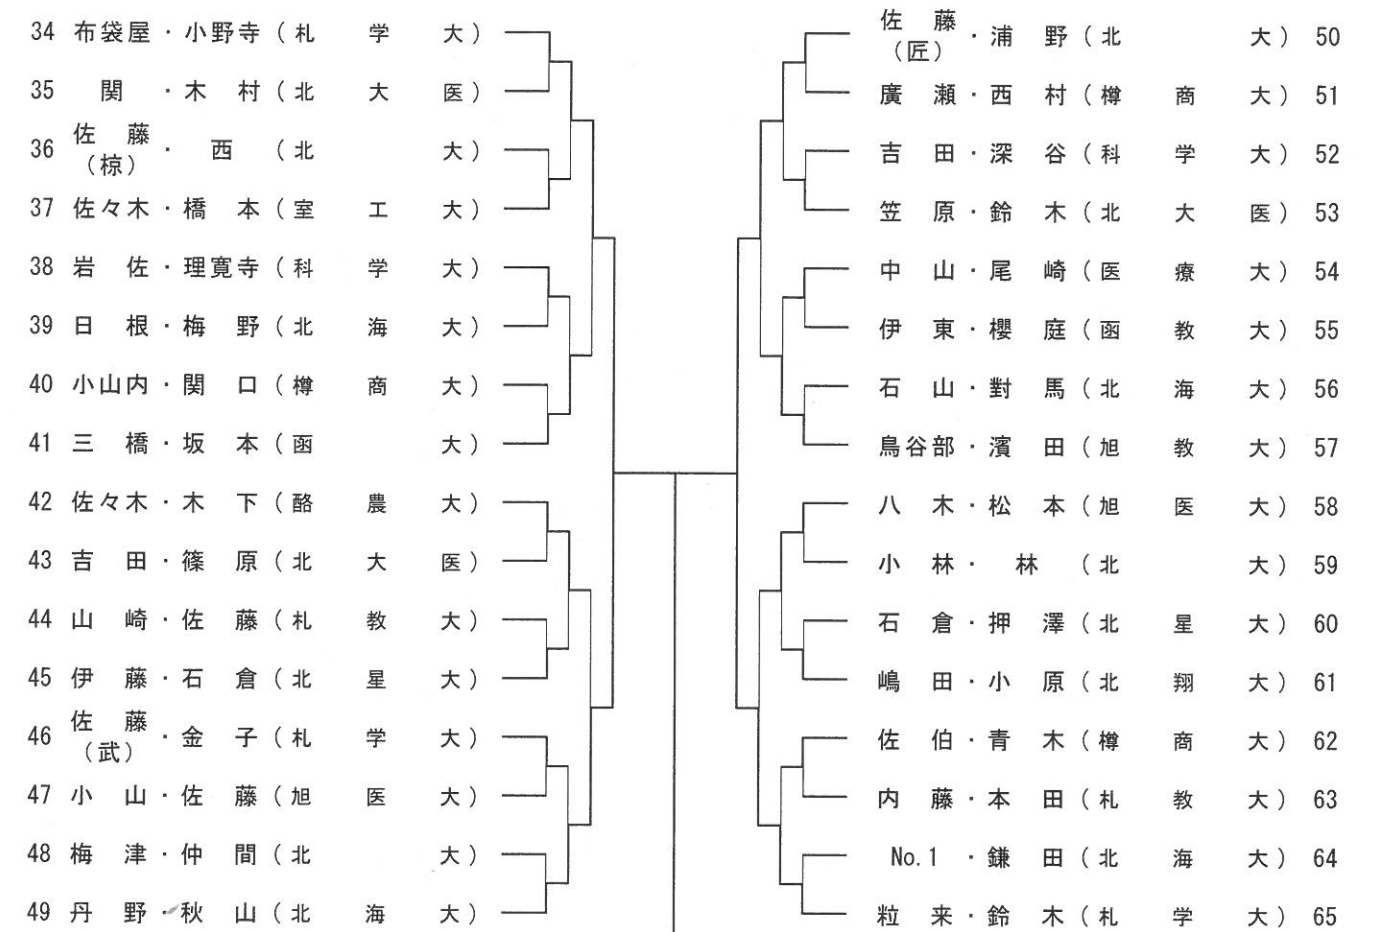 34 布袋屋・小野寺（札学大）
35 関・木村（北大医）
36 佐藤（椋）・西（北大）
37 佐々木・橋本（室工大）
38 岩佐・理寛寺（科学大）
39 日根・梅野（北海大）
40 小山内・関口（樽商大）
41 三橋・坂本（函大）
42 佐々木・木下（酪農大）
43 吉田・篠原（北大医）
44 山崎・佐藤（札教大）
45 伊藤・石倉（北星大）
46 佐藤（武）・金子（札学大）
47 小山・佐藤（旭医大）
48 梅津・仲間（北大）
49 丹野・秋山（北海大）
佐藤（匠）・浦野（北大）50
廣瀬・西村（樽商大）51
吉田・深谷（科学大）52
笠原・鈴木（北大医）53
中山・尾崎（医療大）54
伊東・櫻庭（函教大）55
石山・對馬（北海大）56
鳥谷部・濱田（旭教大）57
八木・松本（旭医大）58
小林・林（北大）59
石倉・押澤（北星大）60
嶋田・小原（北翔大）61
佐伯・青木（樽商大）62
内藤・本田（札教大）63
No.1・鎌田（北海大）64
粒来・鈴木（札学大）65